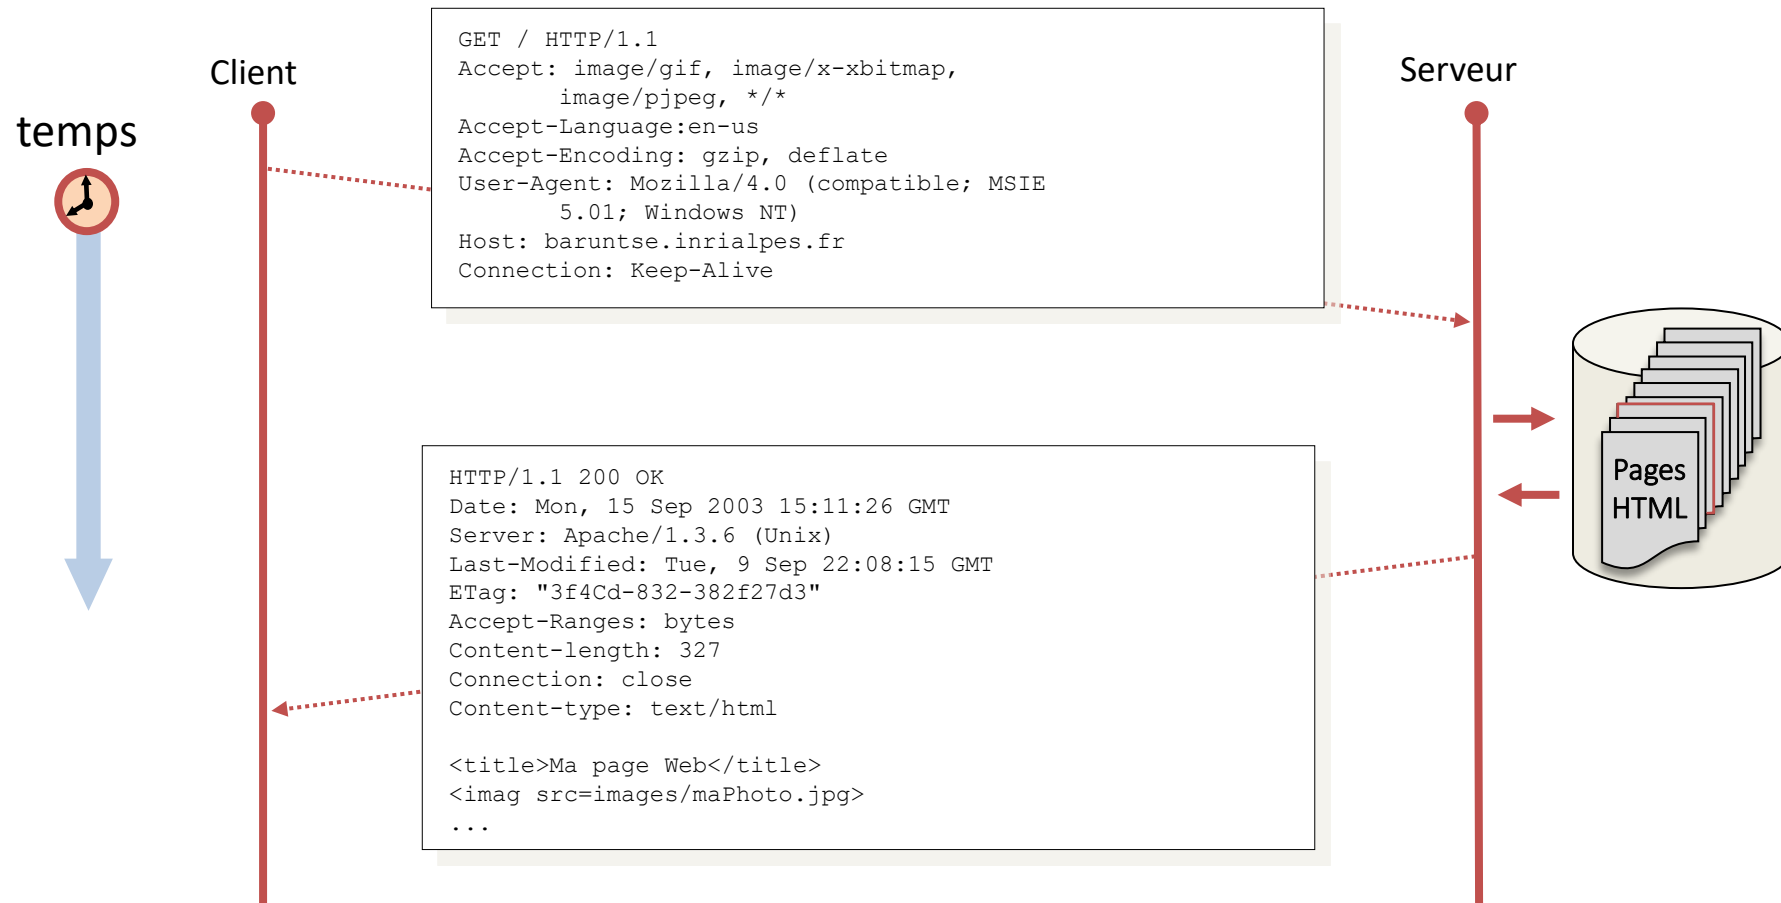 Client
Serveur
temps
GET / HTTP/1.1
Accept: image/gif, image/x-xbitmap,
image/pjpeg, */*
Accept-Language:en-us
Accept-Encoding: gzip, deflate
User-Agent: Mozilla/4.0 (compatible; MSIE
5.01; Windows NT)
Host: baruntse.inrialpes.fr
Connection: Keep-Alive
Pages
HTML
HTTP/1.1 200 OK
Date: Mon, 15 Sep 2003 15:11:26 GMT
Server: Apache/1.3.6 (Unix)
Last-Modified: Tue, 9 Sep 22:08:15 GMT
ETag: "3f4Cd-832-382f27d3"
Accept-Ranges: bytes
Content-length: 327
Connection: close
Content-type: text/html
<title>Ma page Web</title>
<imag src=images/maPhoto.jpg>
...